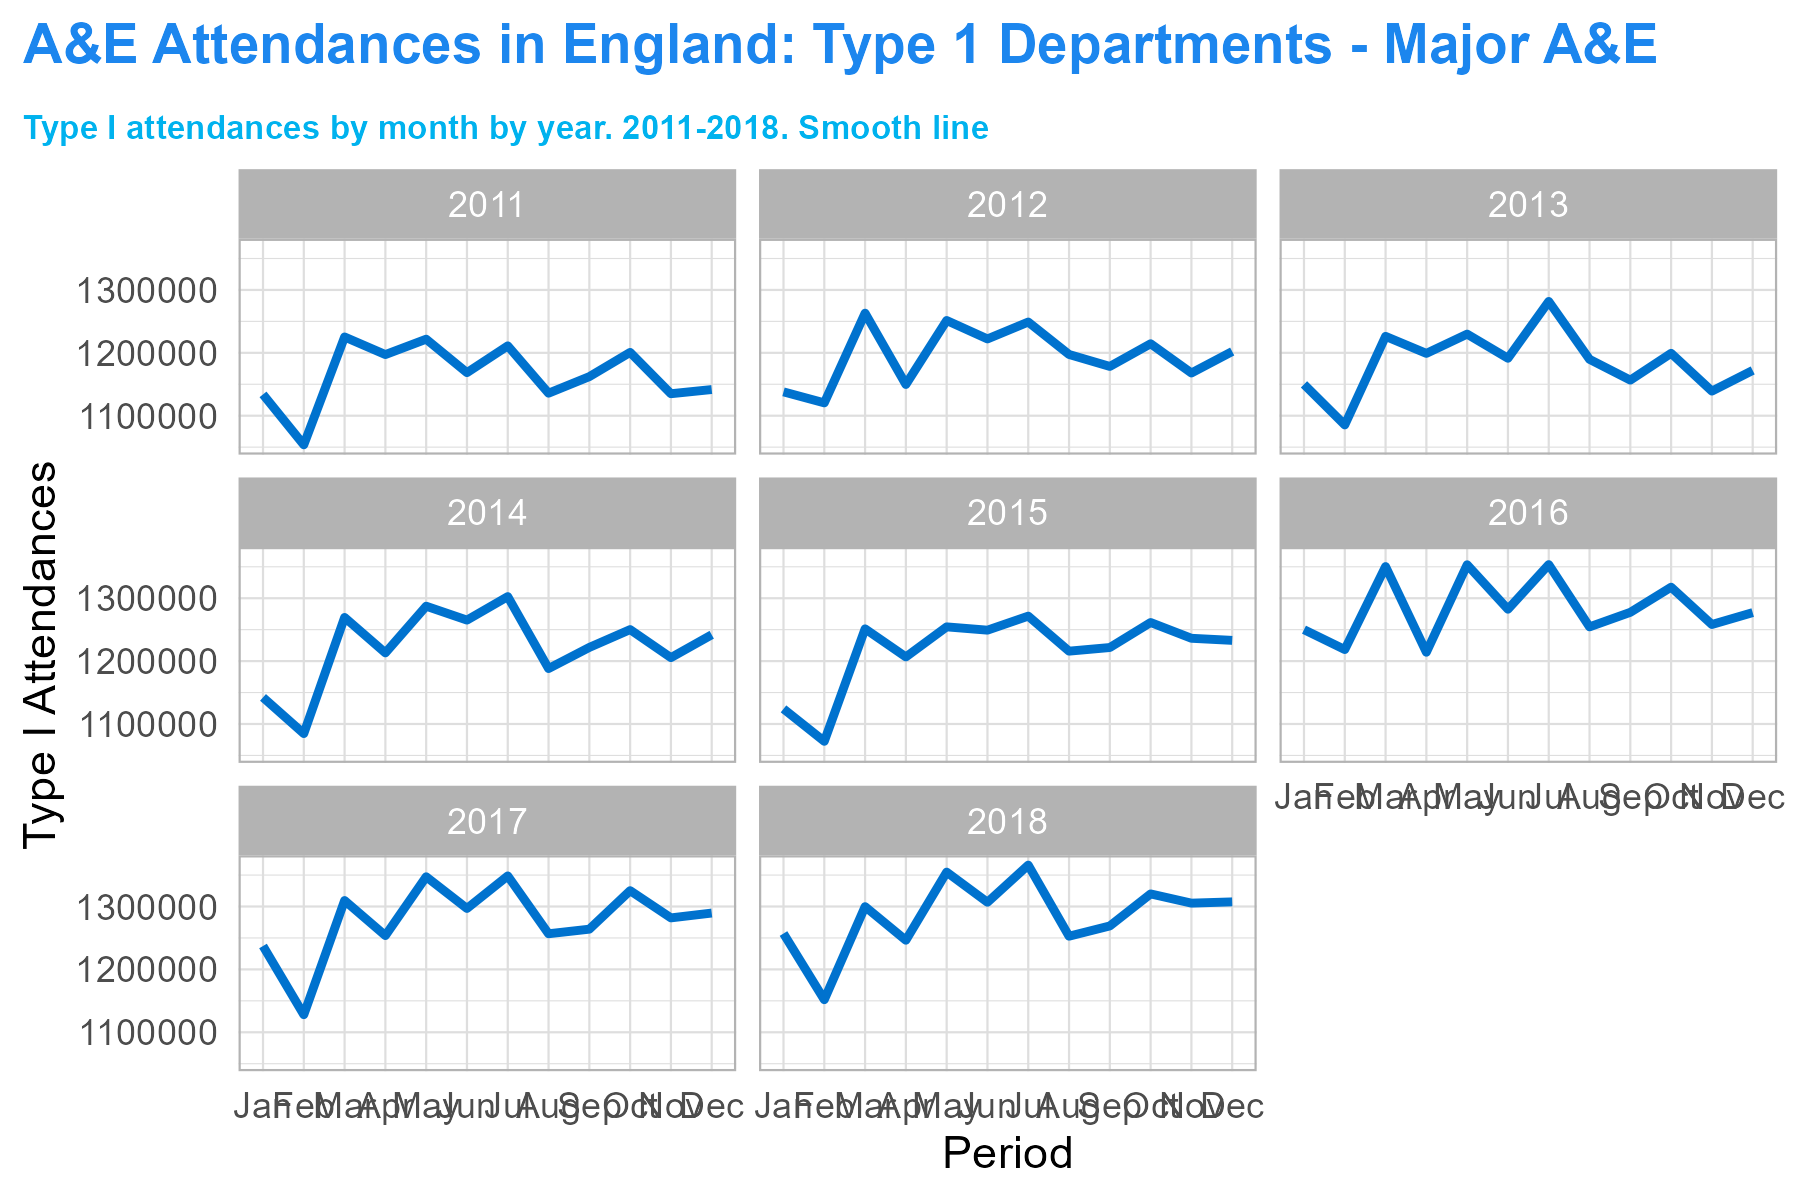 A&E Attendances in England: Type 1 Departments - Major A&E
Type I attendances by month by year. 2011-2018. Smooth line
2011
2012
2013
1300000
1200000
1100000
2014
2015
2016
1300000
1200000
1100000
Jan Feb Mar Apr May Jun Jul Aug Sep Oct Nov Dec
2017
2018
1300000
1200000
1100000
Jan Feb Mar Apr May Jun Jul Aug Sep Oct Nov Dec
Jan Feb Mar Apr May Jun Jul Aug Sep Oct Nov Dec
Period
Type I Attendances